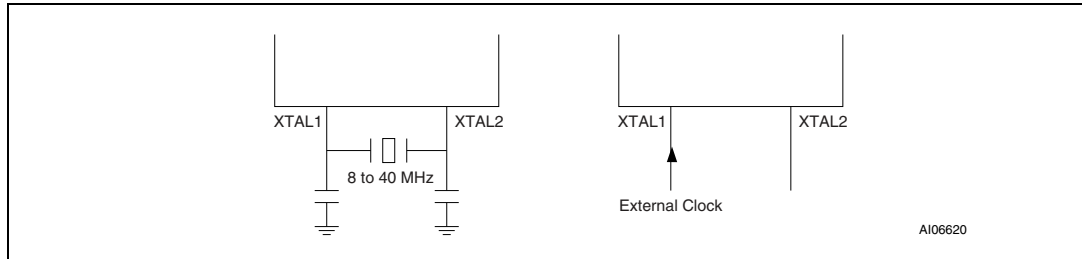 XTAL1 XTAL2
8 to 40 MHz
XTAL1 XTAL2
External Clock
AI06620